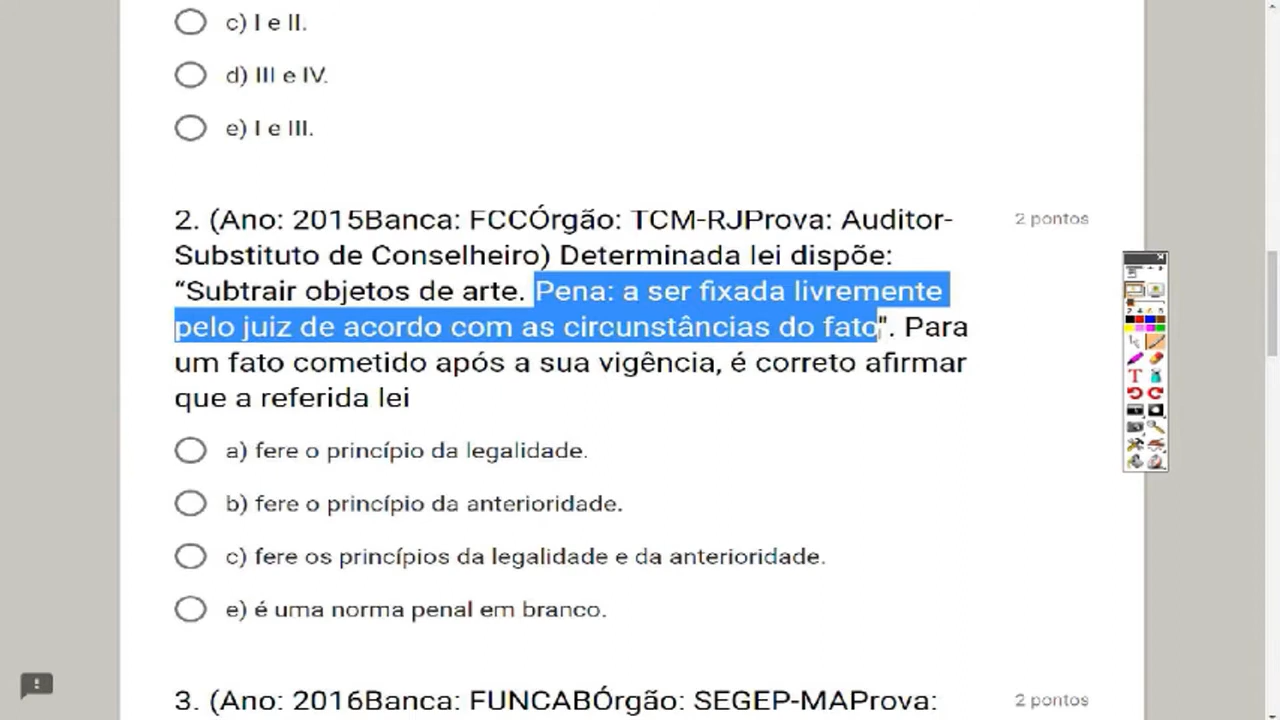 c) I e II.
d) III e IV.
e) I e III.
2. (Ano: 2015Banca: FCCÓrgão: TCM-RJProva: Auditor-
2 pontos
Substituto de Conselheiro) Determinada lei dispõe:
“Subtrair objetos de arte. Pena: a ser fixada livremente
pelo juiz de acordo com as circunstâncias do fato". Para
um fato cometido após a sua vigência, é correto afirmar
que a referida lei
a) fere o princípio da legalidade.
b) fere o princípio da anterioridade.
c) fere os princípios da legalidade e da anterioridade.
e) é uma norma penal em branco.
3. (Ano: 2016Banca: FUNCABÓrgão: SEGEP-MAProva:
2 pontos